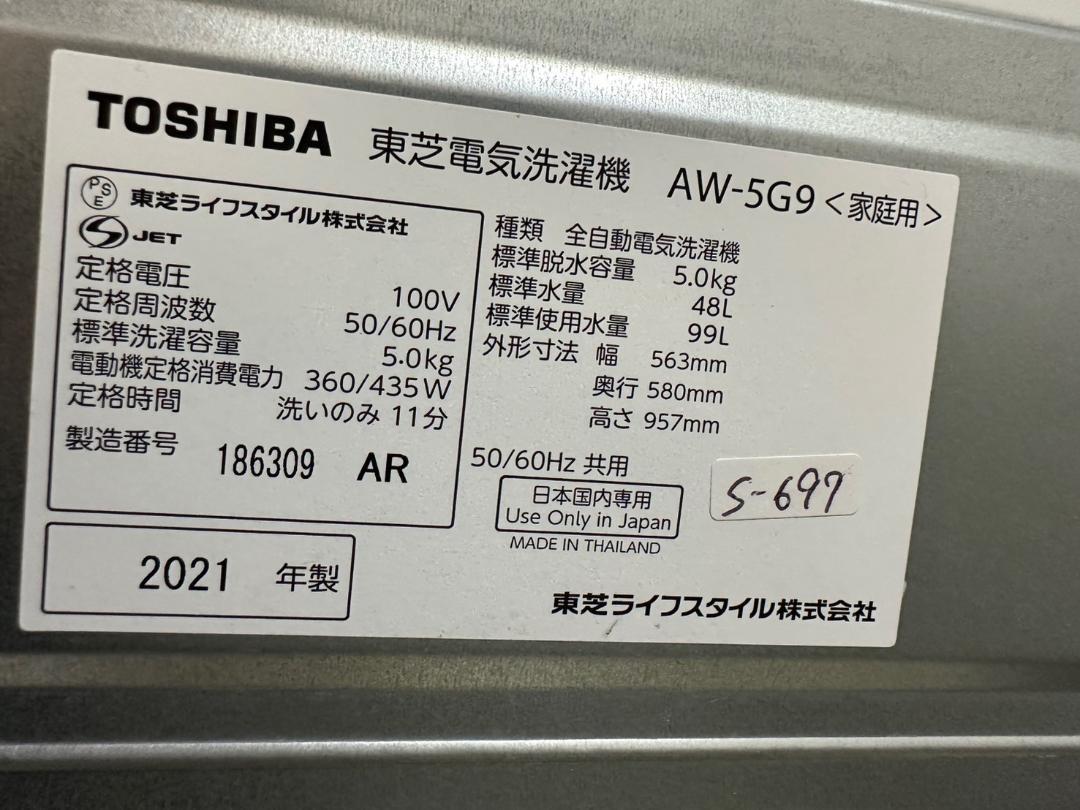 TOSHIBA 東芝電気洗濯機 AW-5G9 <家庭用>
PSE 東芝ライフスタイル株式会社
S JET
定格電圧 100V
定格周波数 50/60Hz
標準洗濯容量 5.0kg
電動機定格消費電力 360/435W
定格時間 洗いのみ 11分
製造番号 186309 AR
2021 年製
種類 全自動電気洗濯機
標準脱水容量 5.0kg
標準水量 48L
標準使用水量 99L
外形寸法 幅 563mm
奥行 580mm
高さ 957mm
50/60Hz 共用
日本国内専用
Use Only in Japan
MADE IN THAILAND
S-697
東芝ライフスタイル株式会社